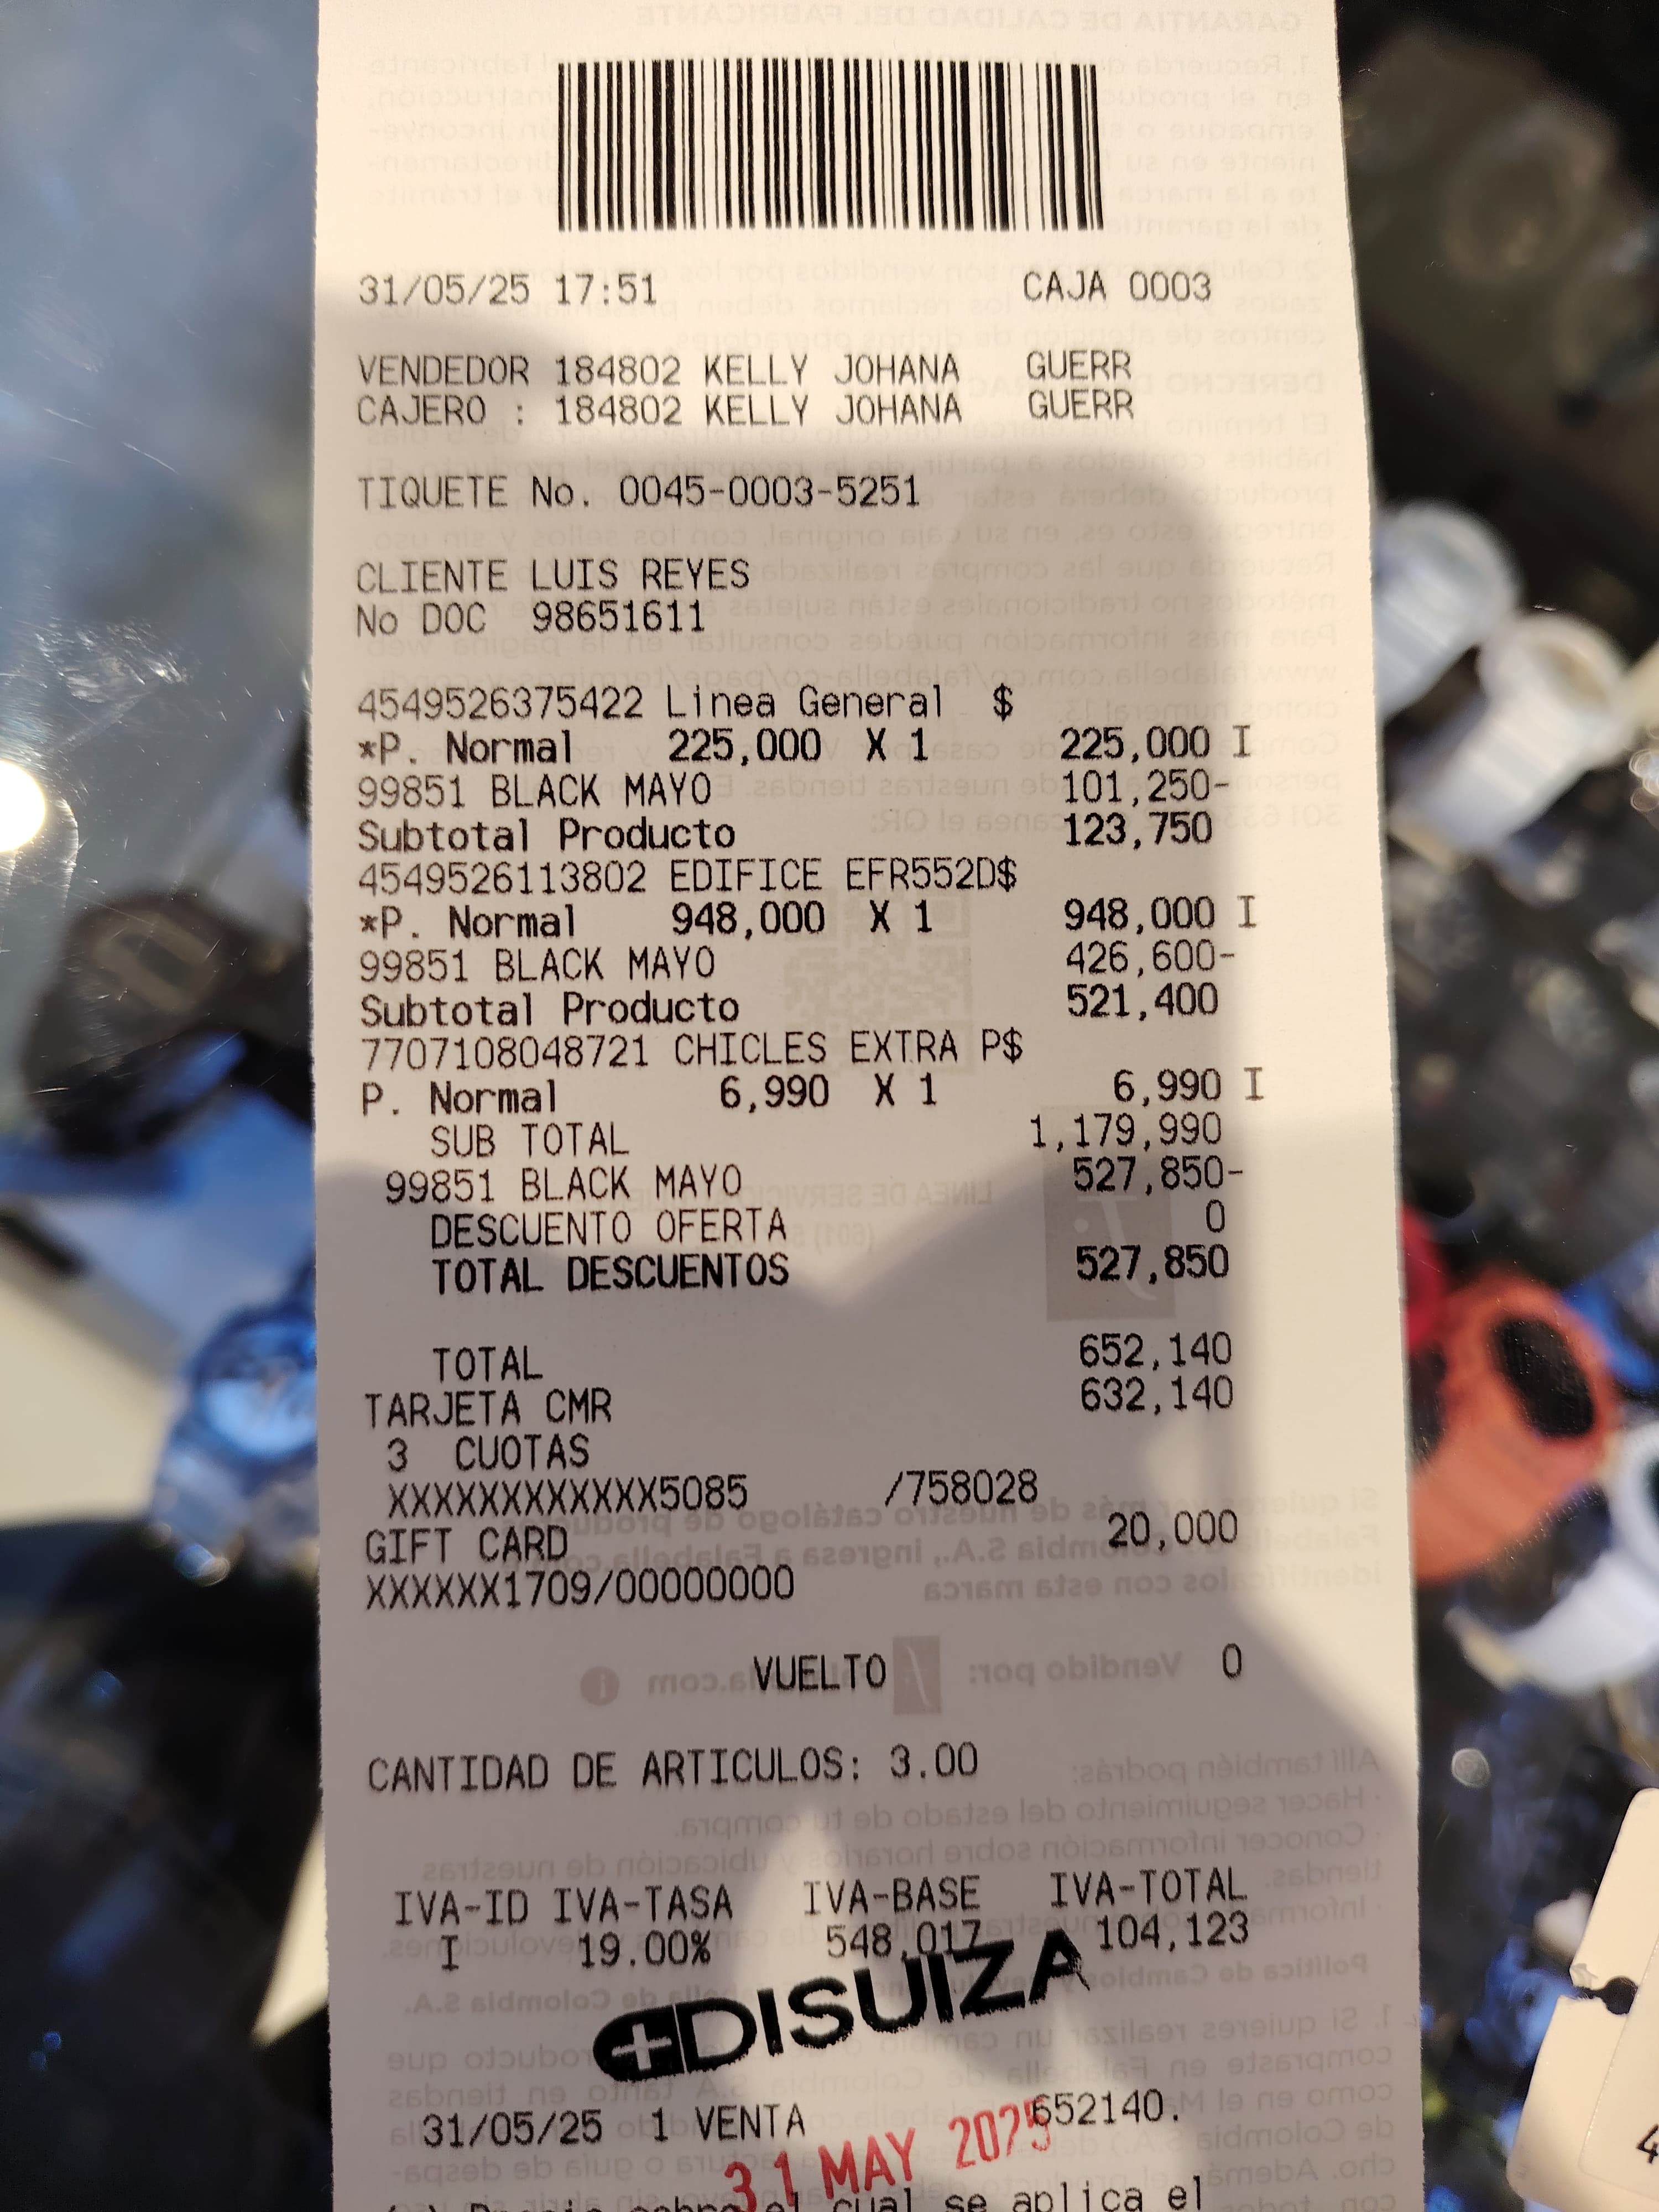 31/05/25 17:51 CAJA 0003
VENDEDOR 184802 KELLY JOHANA GUERR
CAJERO : 184802 KELLY JOHANA GUERR
TIQUETE No. 0045-0003-5251
CLIENTE LUIS REYES
No DOC 98651611
4549526375422 Linea General $
*P. Normal 225,000 X 1 225,000 I
99851 BLACK MAYO 101,250-
Subtotal Producto 123,750
4549526113802 EDIFICE EFR552D$
*P. Normal 948,000 X 1 948,000 I
99851 BLACK MAYO 426,600-
Subtotal Producto 521,400
7707108048721 CHICLES EXTRA P$
P. Normal 6,990 X 1 6,990 I
SUB TOTAL 1,179,990
99851 BLACK MAYO 527,850-
DESCUENTO OFERTA 0
TOTAL DESCUENTOS 527,850
TOTAL 652,140
TARJETA CMR 632,140
3 CUOTAS
XXXXXXXXXXXX5085 /758028
GIFT CARD 20,000
XXXXXX1709/00000000
VUELTO 0
CANTIDAD DE ARTICULOS: 3.00
IVA-ID IVA-TASA IVA-BASE IVA-TOTAL
I 19.00% 548,017 104,123
DISUIZA
31/05/25 1 VENTA 652140.
31 MAY 2025
cual se aplica el